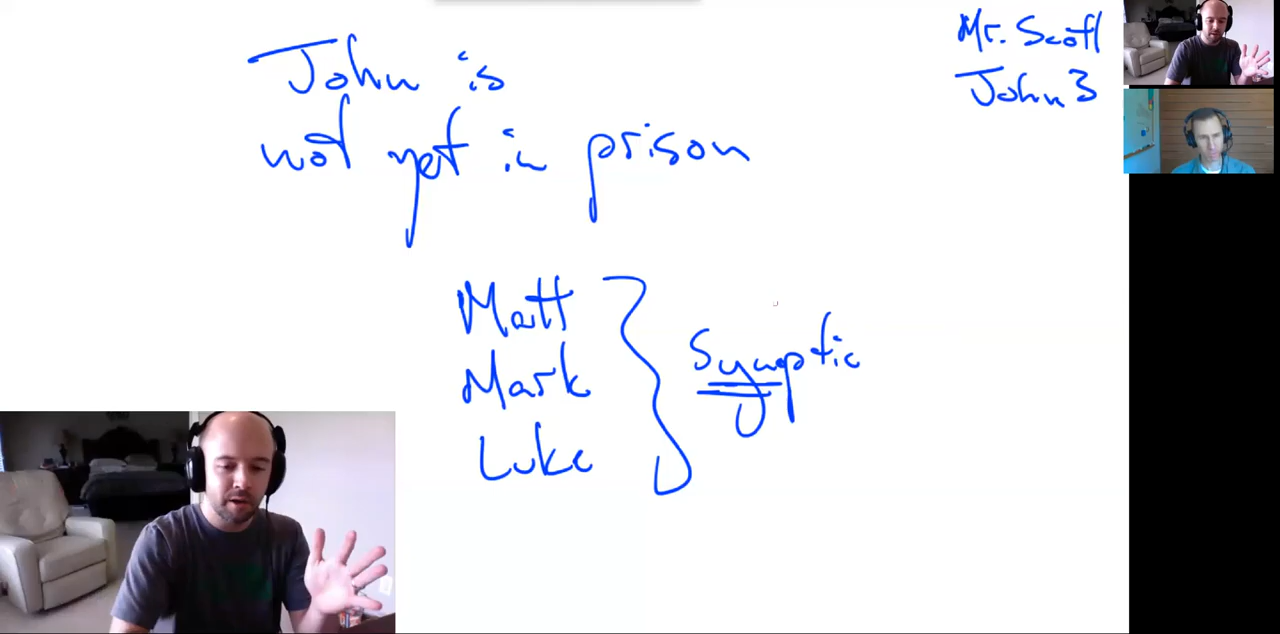 John is
not yet in prison
Mr. Scott
John 3
Matt
Mark
Luke
Synoptic